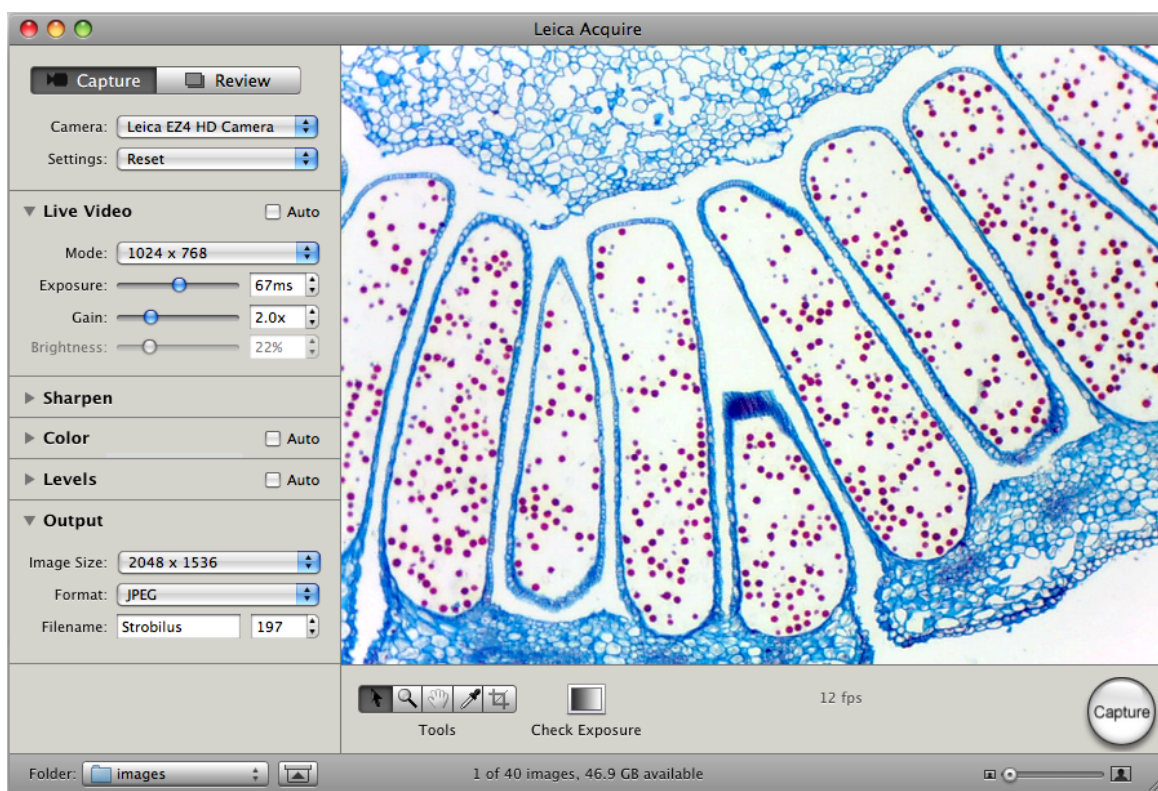 Leica Acquire
Capture
Review
Camera: Leica EZ4 HD Camera
Settings: Reset
Live Video
Auto
Mode: 1024 x 768
Exposure: 67ms
Gain: 2.0x
Brightness: 22%
Sharpen
Color
Auto
Levels
Auto
Output
Image Size: 2048 x 1536
Format: JPEG
Filename: Strobilus 197
Tools
Check Exposure
12 fps
Capture
Folder: images
1 of 40 images, 46.9 GB available